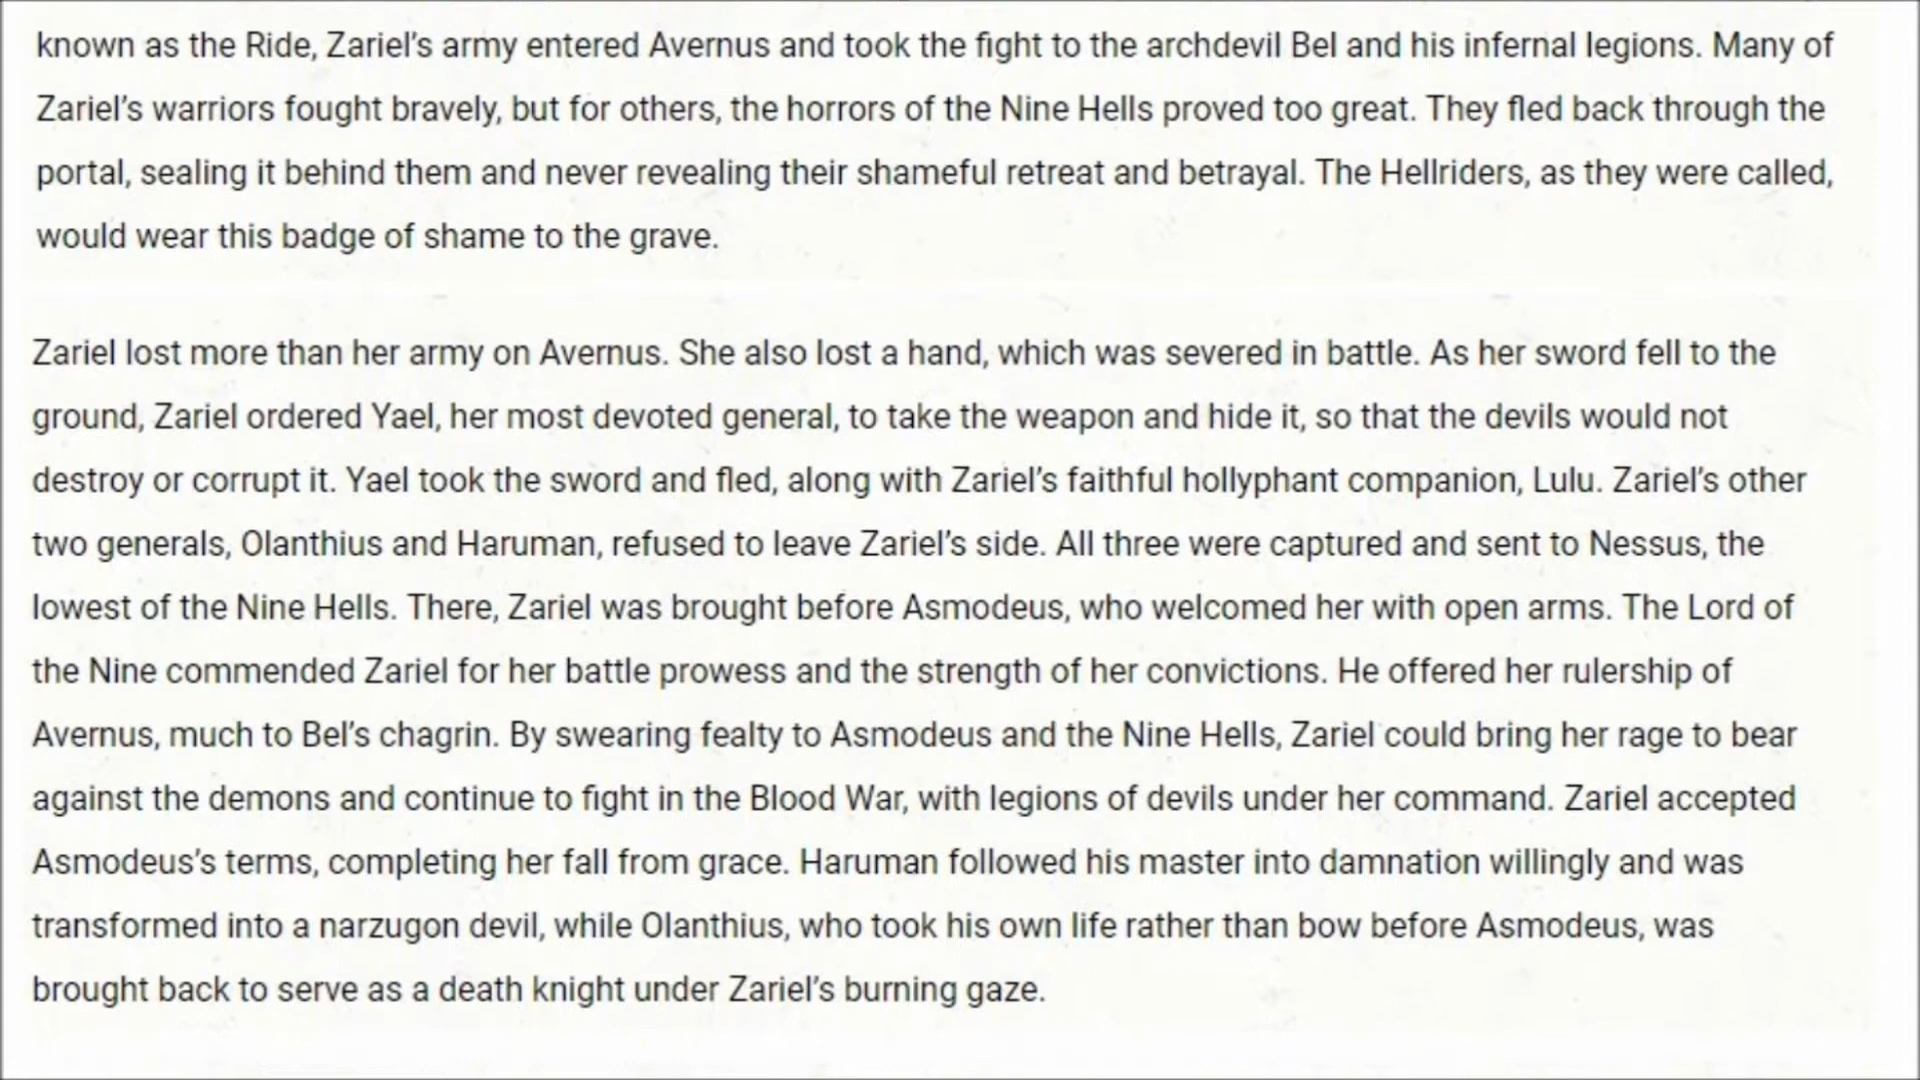 known as the Ride, Zariel’s army entered Avernus and took the fight to the archdevil Bel and his infernal legions. Many of
Zariel’s warriors fought bravely, but for others, the horrors of the Nine Hells proved too great. They fled back through the
portal, sealing it behind them and never revealing their shameful retreat and betrayal. The Hellriders, as they were called,
would wear this badge of shame to the grave.
Zariel lost more than her army on Avernus. She also lost a hand, which was severed in battle. As her sword fell to the
ground, Zariel ordered Yael, her most devoted general, to take the weapon and hide it, so that the devils would not
destroy or corrupt it. Yael took the sword and fled, along with Zariel’s faithful hollyphant companion, Lulu. Zariel’s other
two generals, Olanthius and Haruman, refused to leave Zariel’s side. All three were captured and sent to Nessus, the
lowest of the Nine Hells. There, Zariel was brought before Asmodeus, who welcomed her with open arms. The Lord of
the Nine commended Zariel for her battle prowess and the strength of her convictions. He offered her rulership of
Avernus, much to Bel’s chagrin. By swearing fealty to Asmodeus and the Nine Hells, Zariel could bring her rage to bear
against the demons and continue to fight in the Blood War, with legions of devils under her command. Zariel accepted
Asmodeus’s terms, completing her fall from grace. Haruman followed his master into damnation willingly and was
transformed into a narzugon devil, while Olanthius, who took his own life rather than bow before Asmodeus, was
brought back to serve as a death knight under Zariel’s burning gaze.